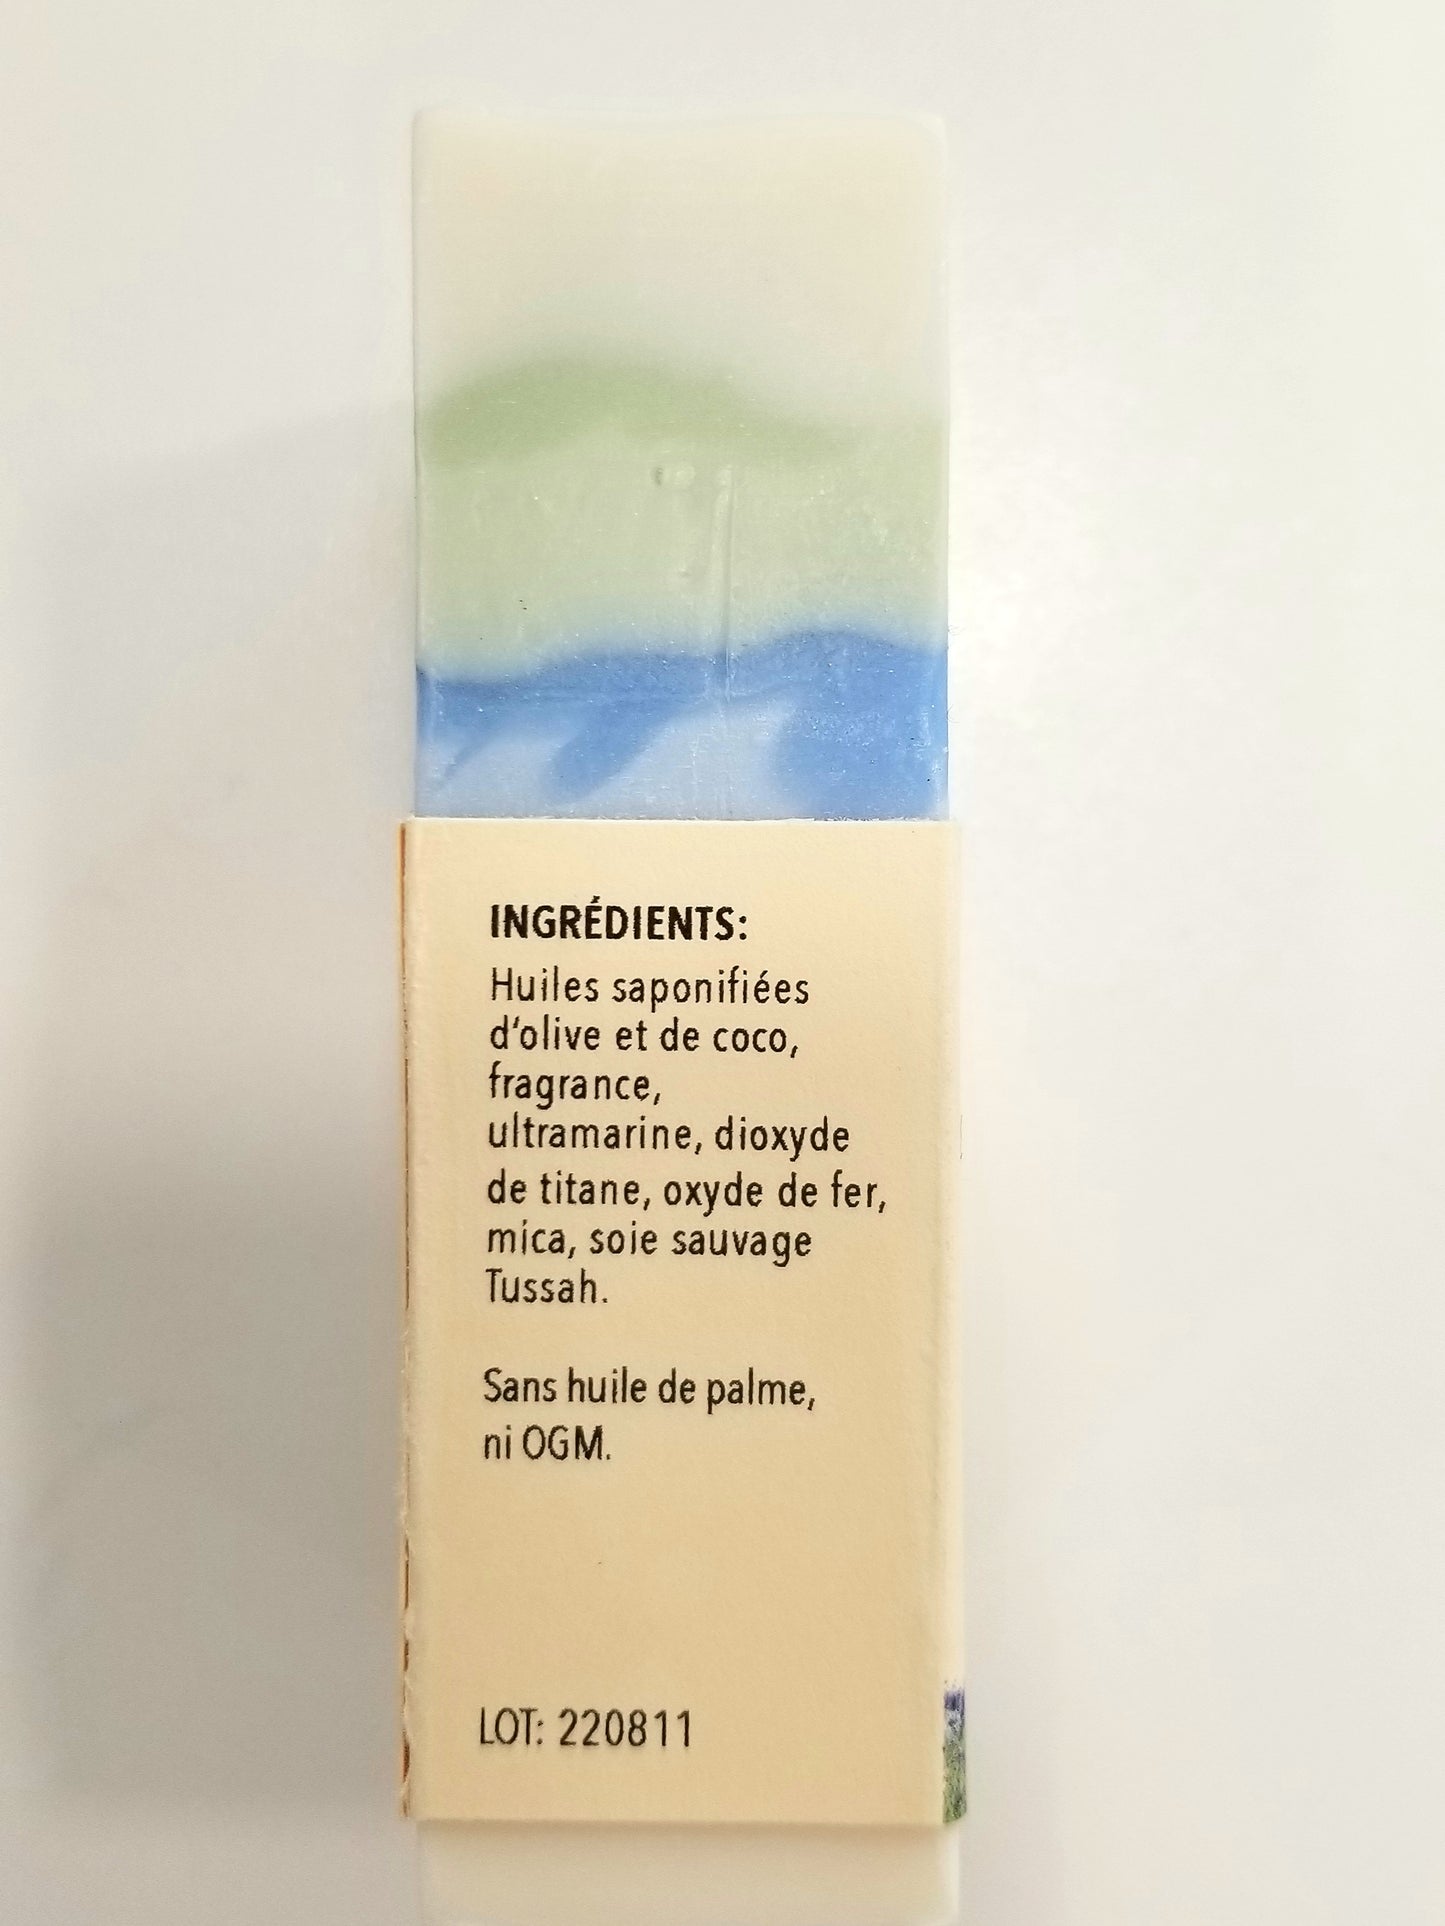 INGRÉDIENTS:
Huiles saponifiées
d'olive et de coco,
fragrance,
ultramarine, dioxyde
de titane, oxyde de fer,
mica, soie sauvage
Tussah.
Sans huile de palme,
ni OGM.
LOT: 220811